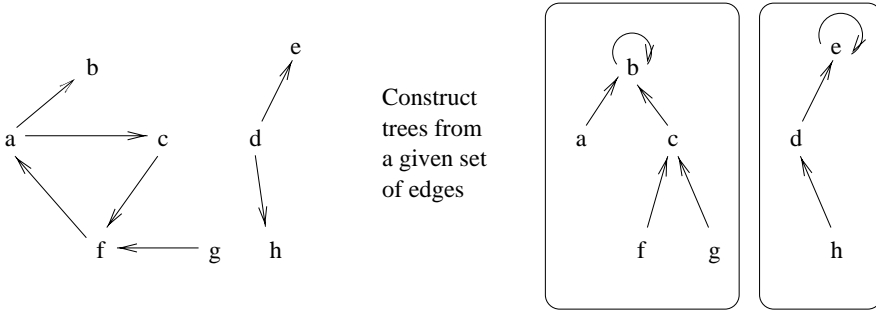 e
b
a
c
d
f
g
h
Construct
trees from
a given set
of edges
b
a
c
f
g
e
d
h